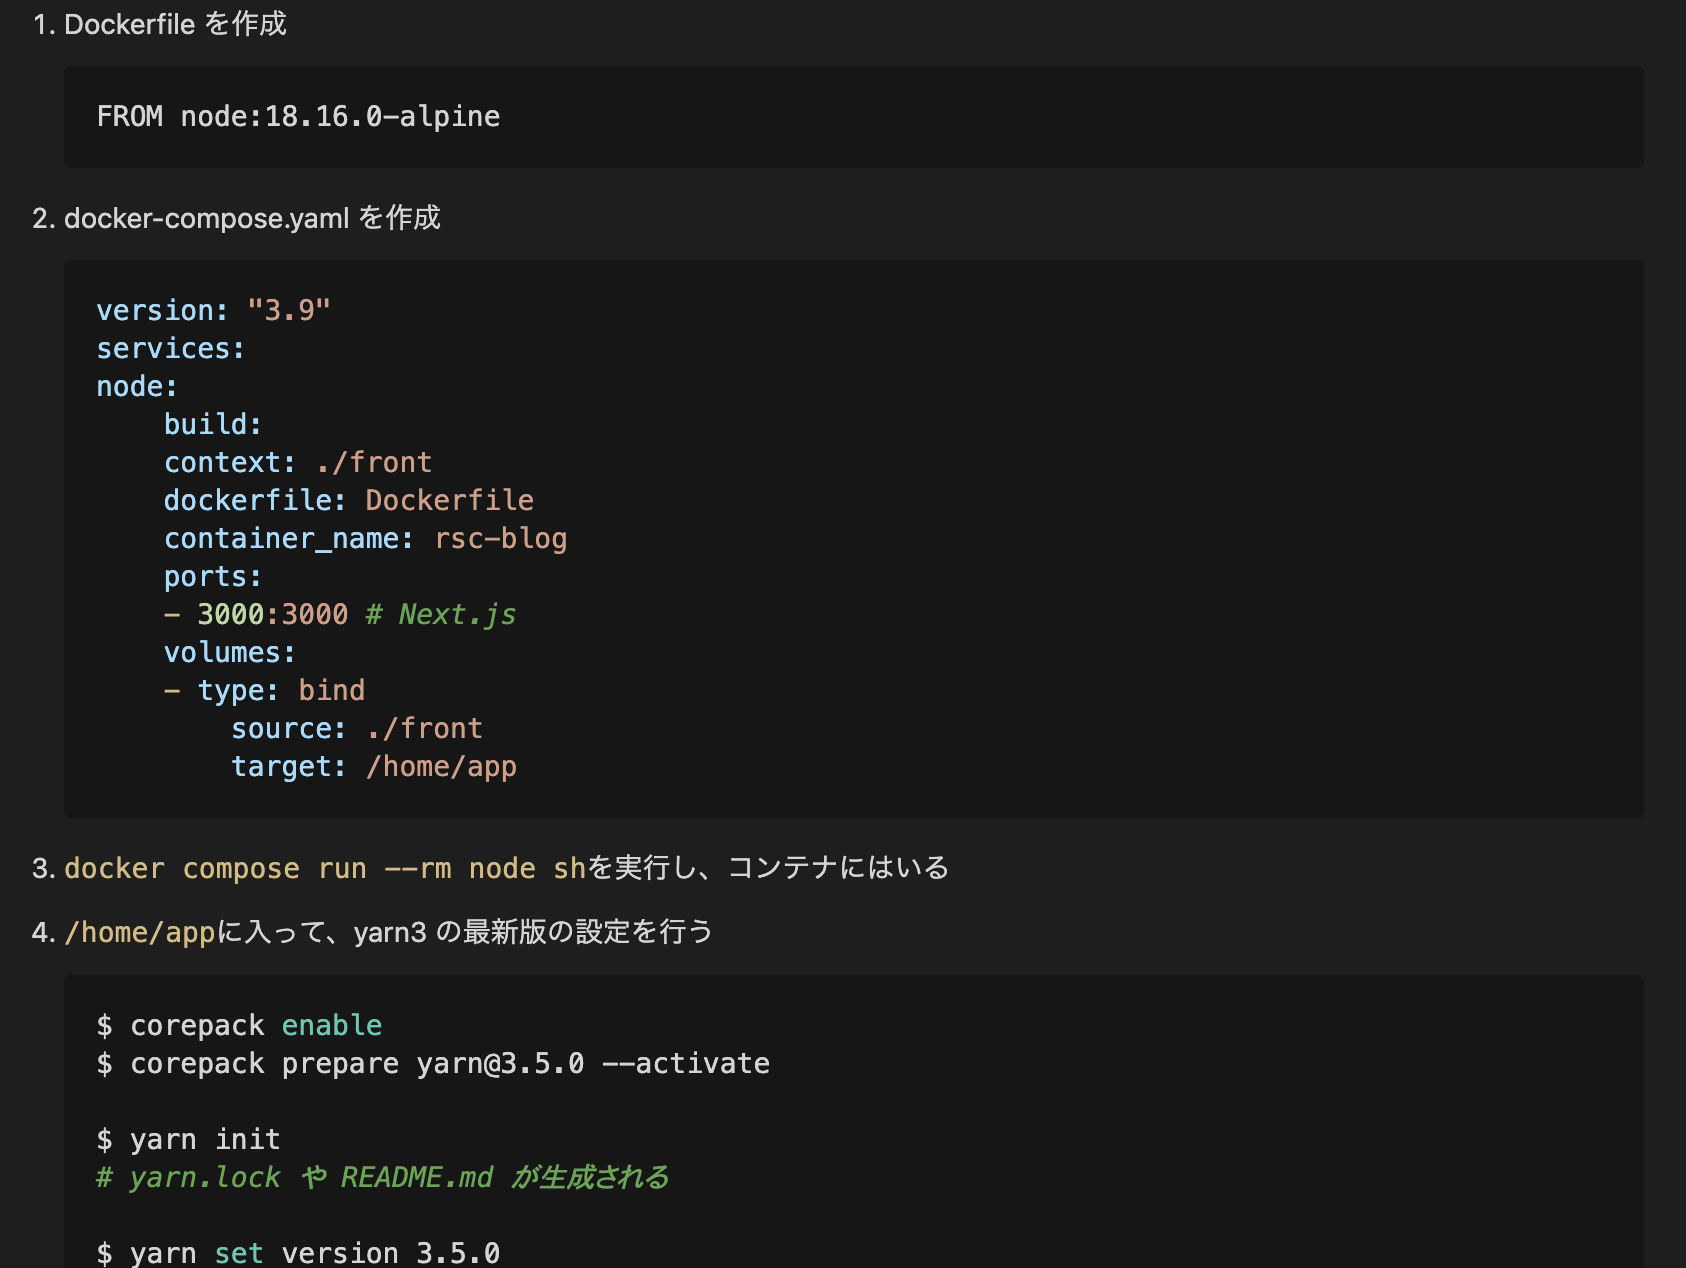 1. Dockerfile を作成
FROM node:18.16.0-alpine
2. docker-compose.yaml を作成
version: "3.9"
services:
node:
    build:
    context: ./front
    dockerfile: Dockerfile
    container_name: rsc-blog
    ports:
    - 3000:3000 # Next.js
    volumes:
    - type: bind
        source: ./front
        target: /home/app
3. docker compose run --rm node shを実行し、コンテナにはいる
4. /home/appに入って、yarn3 の最新版の設定を行う
$ corepack enable
$ corepack prepare yarn@3.5.0 --activate
$ yarn init
# yarn.lock や README.md が生成される
$ yarn set version 3.5.0